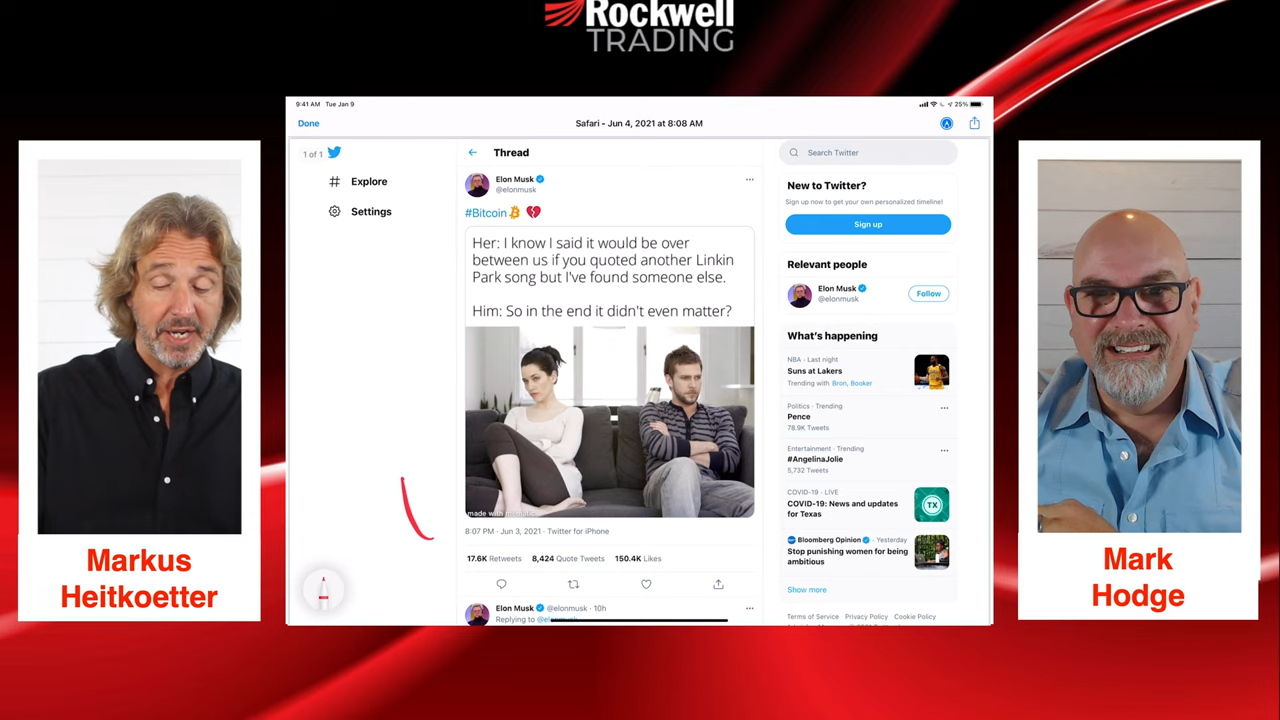 Rockwell
TRADING
9:41 AM Tue Jan 9
25%
Done
Safari - Jun 4, 2021 at 8:08 AM
1 of 1
Explore
Settings
Thread
Elon Musk
@elonmusk
#Bitcoin
Her: I know I said it would be over
between us if you quoted another Linkin
Park song but I've found someone else.
Him: So in the end it didn't even matter?
made with
8:07 PM · Jun 3, 2021 · Twitter for iPhone
17.6K Retweets 8,424 Quote Tweets 150.4K Likes
Elon Musk @elonmusk · 10h
Replying to
Search Twitter
New to Twitter?
Sign up now to get your own personalized timeline!
Sign up
Relevant people
Elon Musk
@elonmusk
Follow
What's happening
NBA · Last night
Suns at Lakers
Trending with Bron, Booker
Politics · Trending
Pence
78.9K Tweets
Entertainment · Trending
#AngelinaJolie
5,732 Tweets
COVID-19 · LIVE
COVID-19: News and updates
for Texas
TX
Bloomberg Opinion · Yesterday
Stop punishing women for being
ambitious
Show more
Terms of Service Privacy Policy Cookie Policy
Markus
Heitkoetter
Mark
Hodge